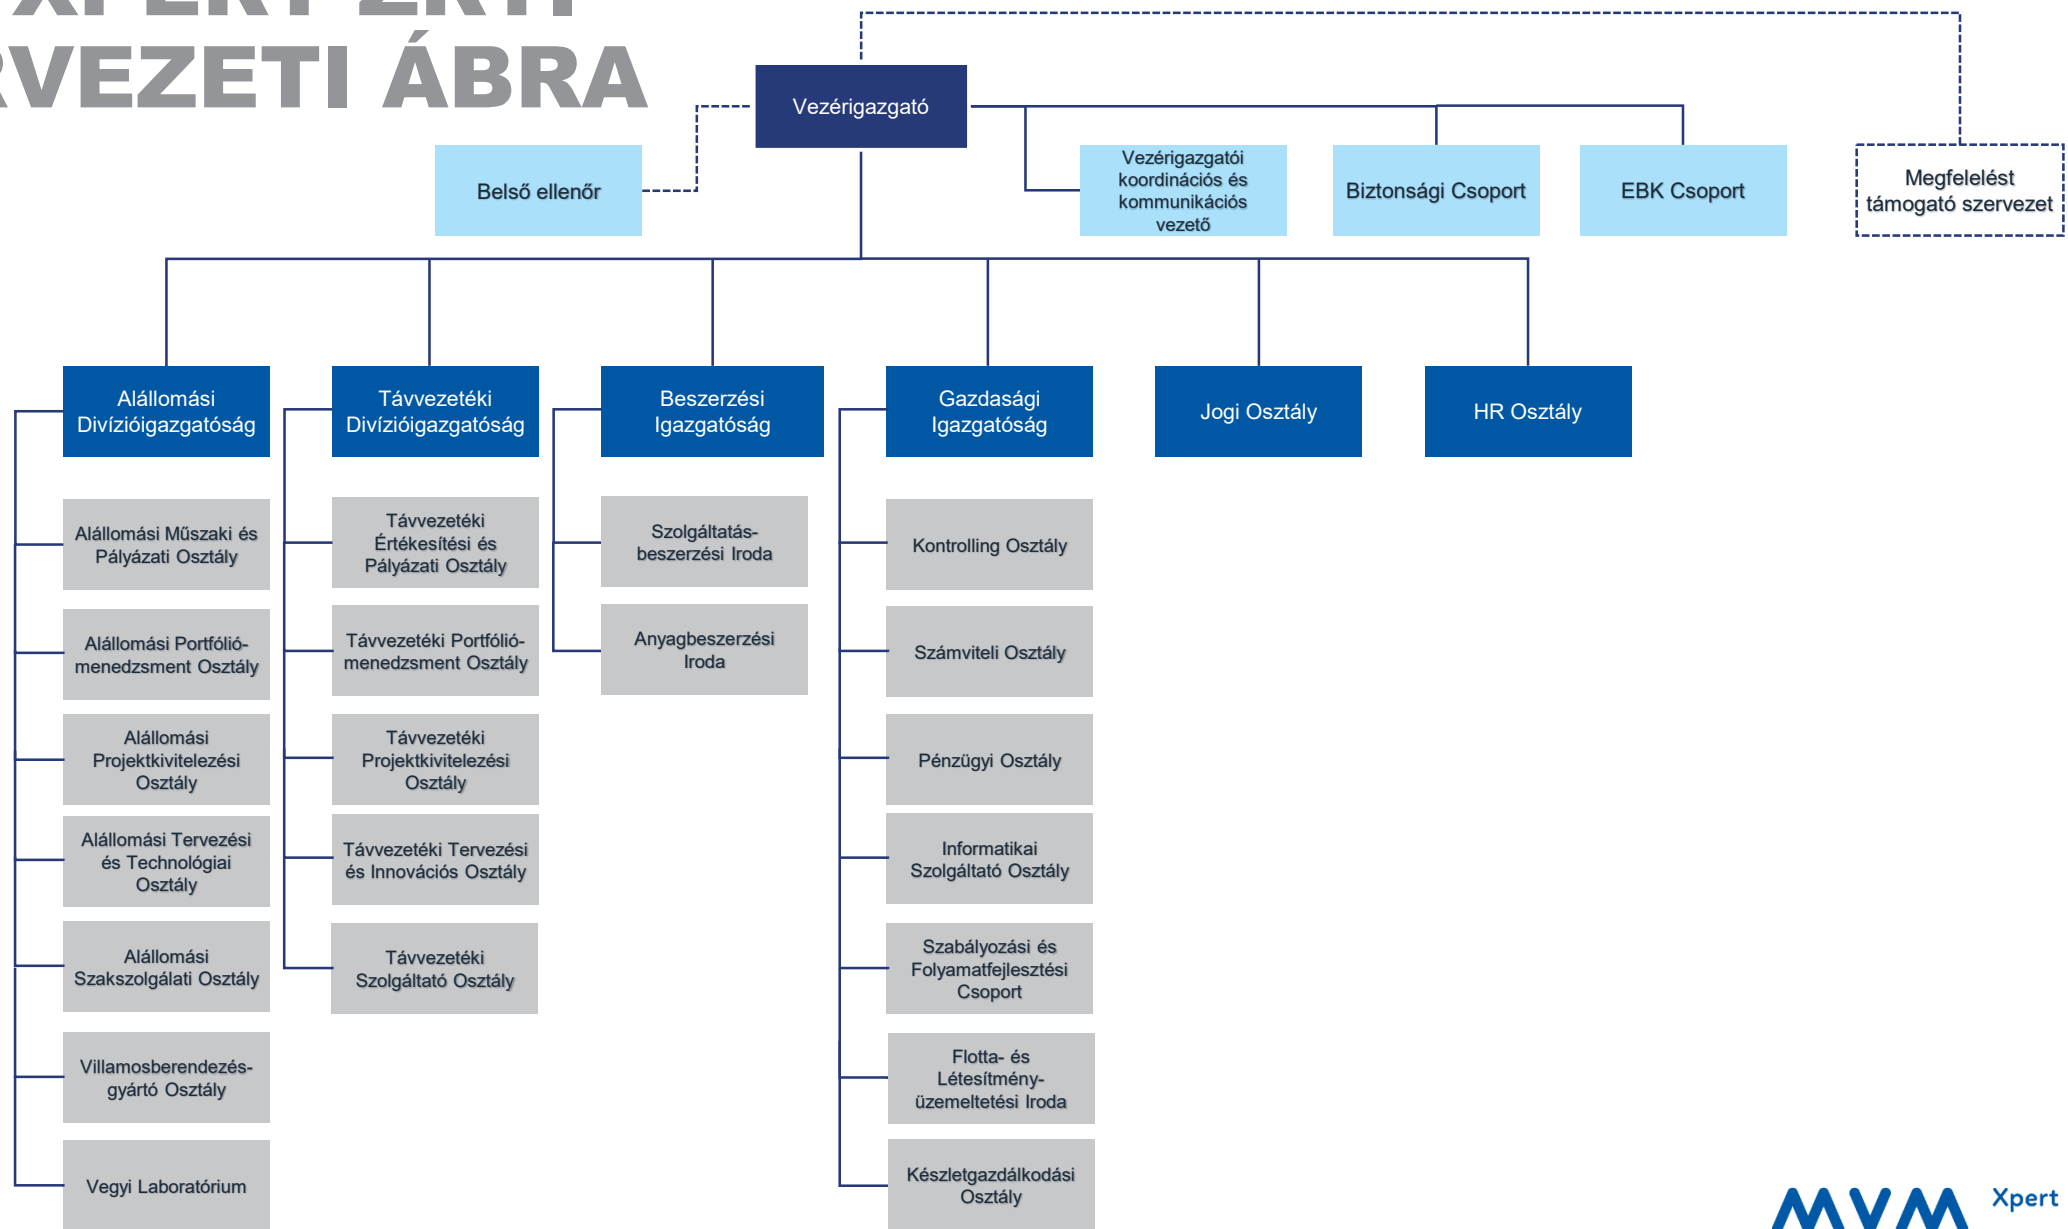 XPERT ZRT.
RVEZETI ÁBRA
Vezérigazgató
Belső ellenőr
Vezérigazgatói
koordinációs és
kommunikációs
vezető
Biztonsági Csoport
EBK Csoport
Megfelelést
támogató szervezet
Alállomási
Divízióigazgatóság
Távvezetéki
Divízióigazgatóság
Beszerzési
Igazgatóság
Gazdasági
Igazgatóság
Jogi Osztály
HR Osztály
Alállomási Műszaki és
Pályázati Osztály
Alállomási Portfólió-
menedzsment Osztály
Alállomási
Projektkivitelezési
Osztály
Alállomási Tervezési
és Technológiai
Osztály
Alállomási
Szakszolgálati Osztály
Villamosberendezés-
gyártó Osztály
Vegyi Laboratórium
Távvezetéki
Értékesítési és
Pályázati Osztály
Távvezetéki Portfólió-
menedzsment Osztály
Távvezetéki
Projektkivitelezési
Osztály
Távvezetéki Tervezési
és Innovációs Osztály
Távvezetéki
Szolgáltató Osztály
Szolgáltatás-
beszerzési Iroda
Anyagbeszerzési
Iroda
Kontrolling Osztály
Számviteli Osztály
Pénzügyi Osztály
Informatikai
Szolgáltató Osztály
Szabályozási és
Folyamatfejlesztési
Csoport
Flotta- és
Létesítmény-
üzemeltetési Iroda
Készletgazdálkodási
Osztály
MVM Xpert